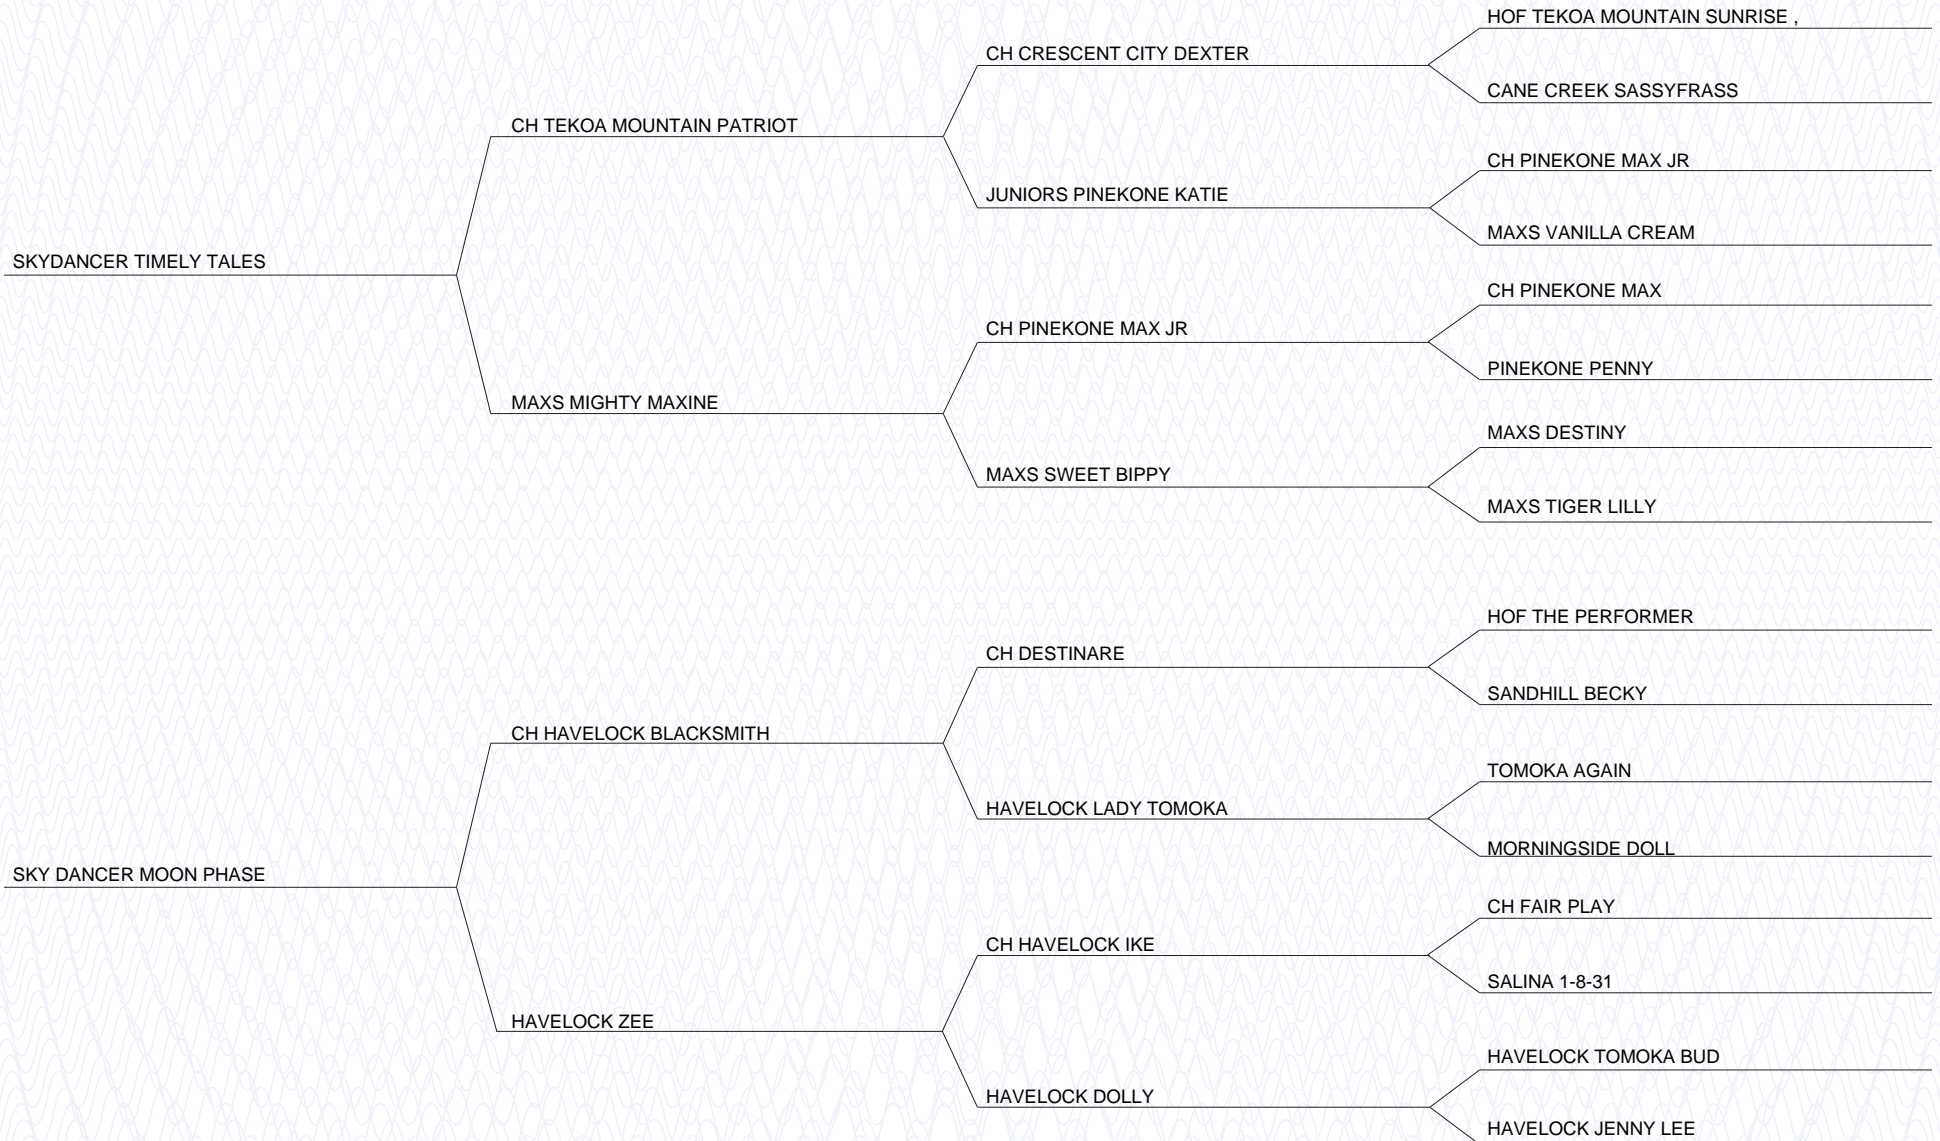 HOF TEKOA MOUNTAIN SUNRISE ,
CH CRESCENT CITY DEXTER
CANE CREEK SASSYFRASS
CH TEKOA MOUNTAIN PATRIOT
CH PINEKONE MAX JR
JUNIORS PINEKONE KATIE
MAXS VANILLA CREAM
SKYDANCER TIMELY TALES
CH PINEKONE MAX
CH PINEKONE MAX JR
PINEKONE PENNY
MAXS MIGHTY MAXINE
MAXS DESTINY
MAXS SWEET BIPPY
MAXS TIGER LILLY
HOF THE PERFORMER
CH DESTINARE
SANDHILL BECKY
CH HAVELOCK BLACKSMITH
TOMOKA AGAIN
HAVELOCK LADY TOMOKA
MORNINGSIDE DOLL
SKY DANCER MOON PHASE
CH FAIR PLAY
CH HAVELOCK IKE
SALINA 1-8-31
HAVELOCK ZEE
HAVELOCK TOMOKA BUD
HAVELOCK DOLLY
HAVELOCK JENNY LEE